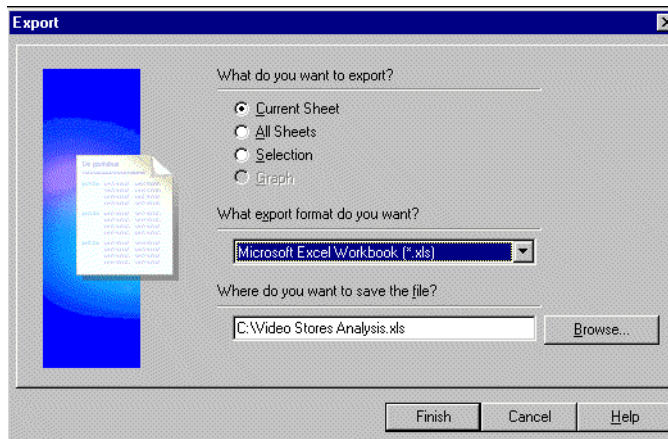 Export
What do you want to export?
Current Sheet
All Sheets
Selection
Graph
What export format do you want?
Microsoft Excel Workbook (*.xls)
Where do you want to save the file?
C:\Video Stores Analysis.xls
Browse...
Finish Cancel Help